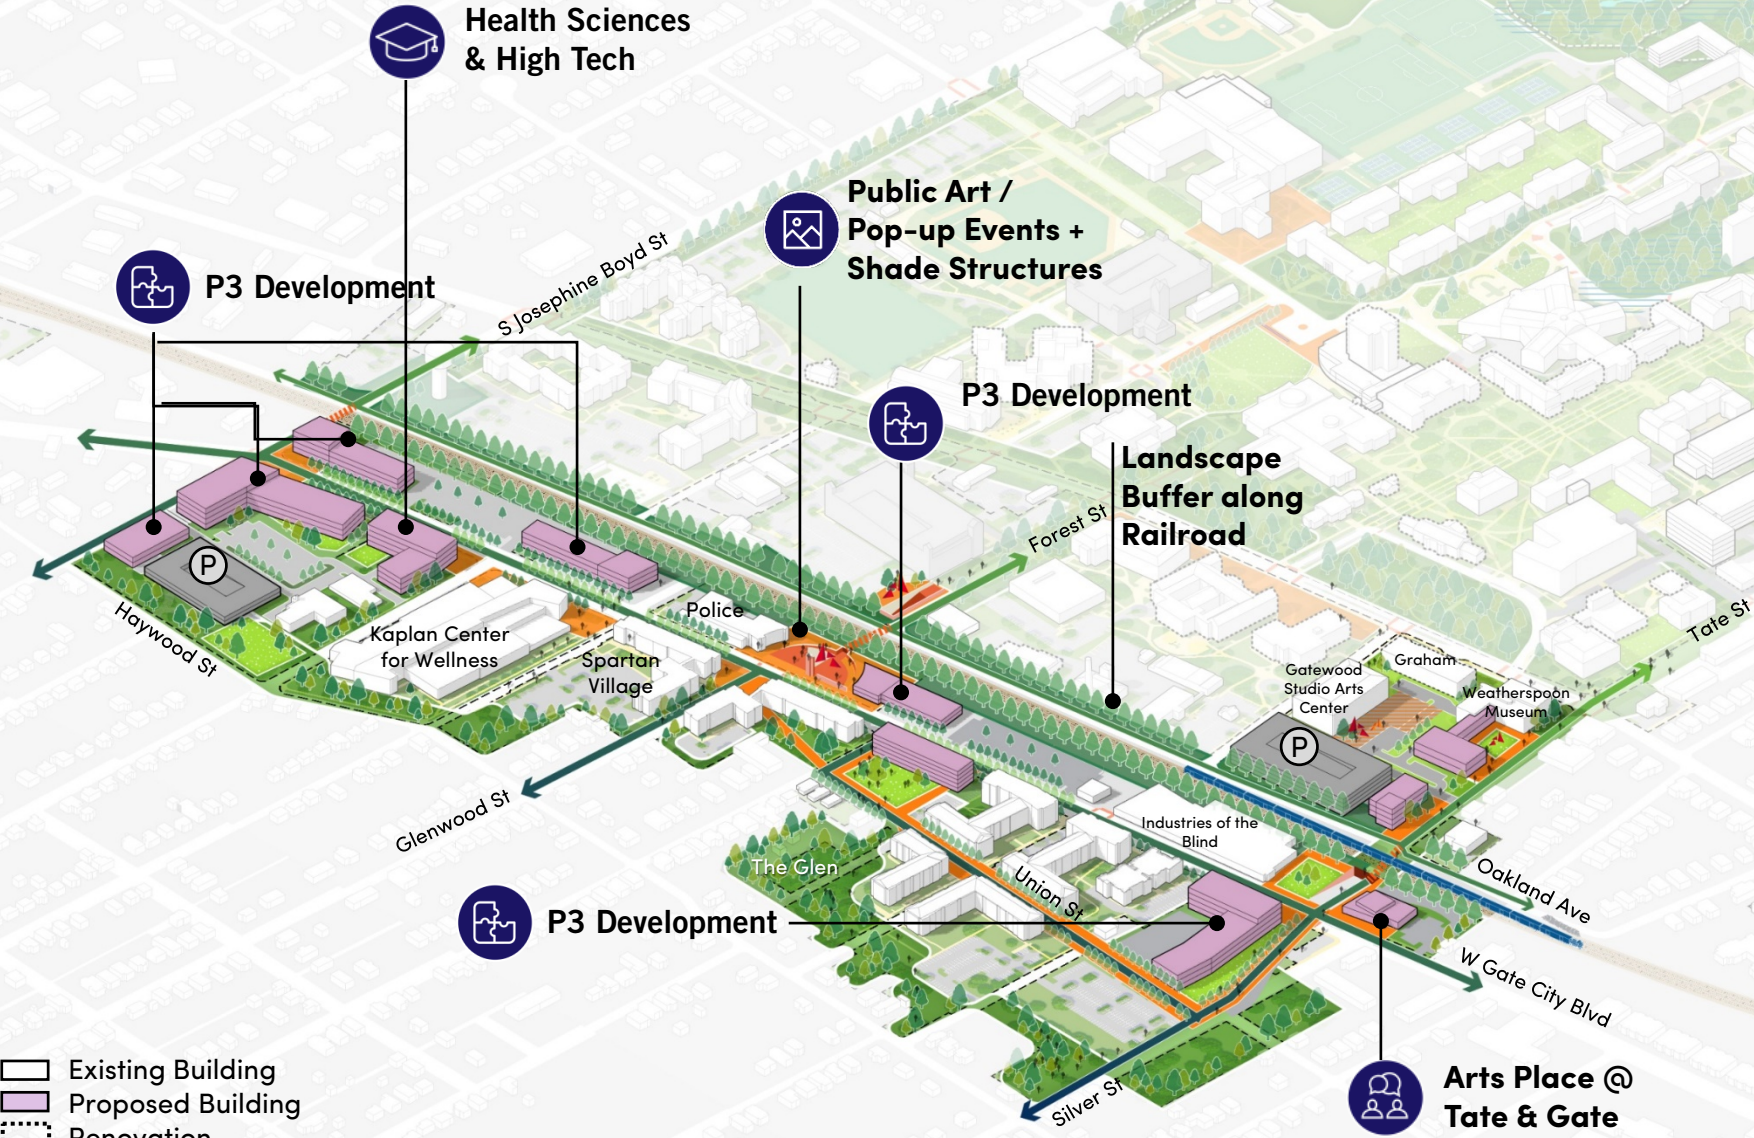 Health Sciences
& High Tech
Public Art /
Pop-up Events +
Shade Structures
S Josephine Boyd St
P3 Development
P3 Development
Landscape
Buffer along
Railroad
Forest St
P
Haywood St
Police
Kaplan Center
for Wellness
Spartan
Village
Tate St
Gatewood
Studio Arts
Center
Graham
Weatherspoon
Museum
P
Glenwood St
Industries of the
Blind
The Glen
Union St
Oakland Ave
P3 Development
W Gate City Blvd
Silver St
Arts Place @
Tate & Gate
Existing Building
Proposed Building
Renovation